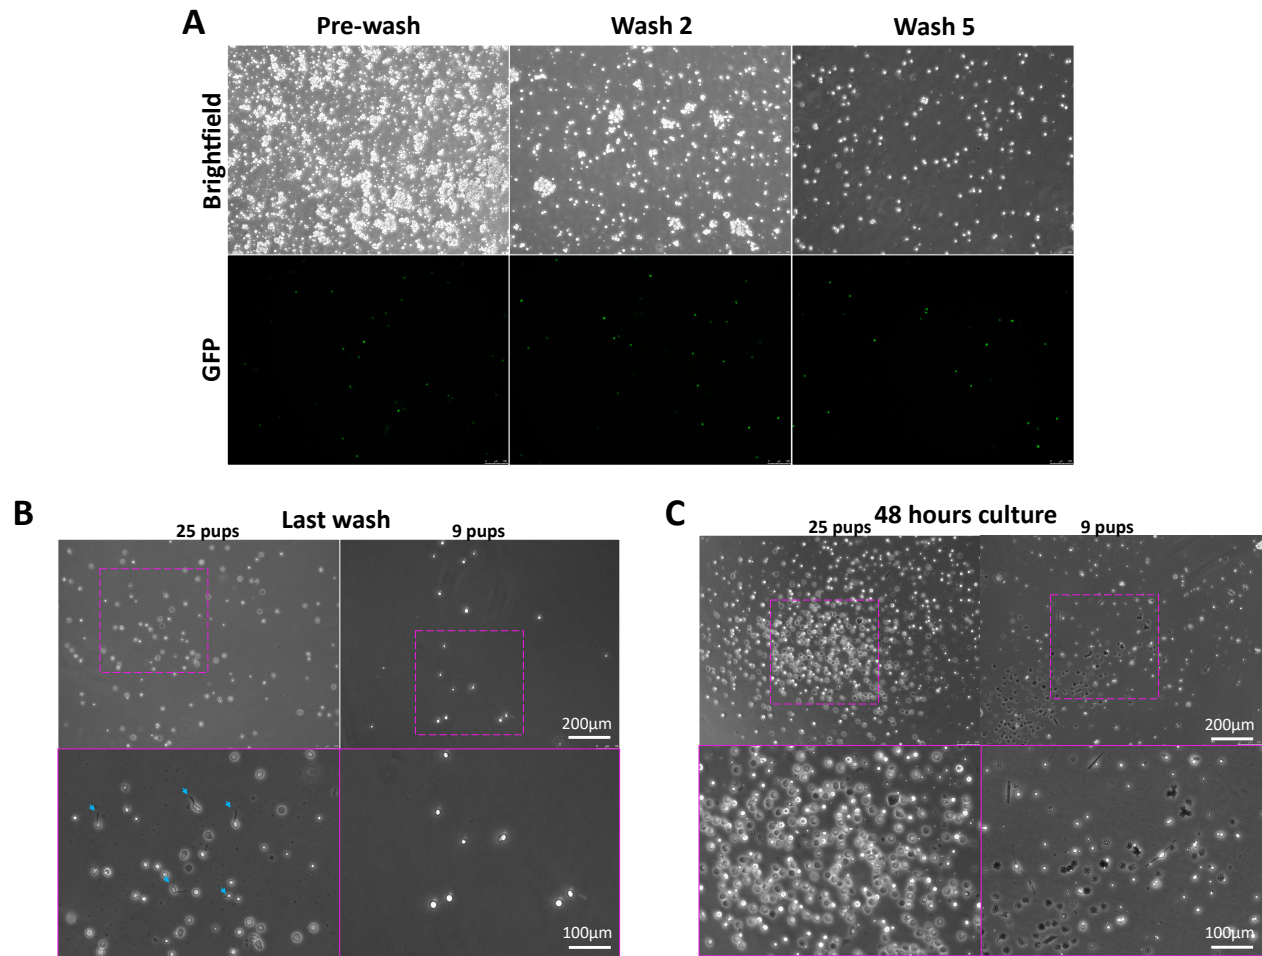 A
Pre-wash
Wash 2
Wash 5
Brightfield
GFP
B
Last wash
25 pups
9 pups
200µm
100µm
C
48 hours culture
25 pups
9 pups
200µm
100µm